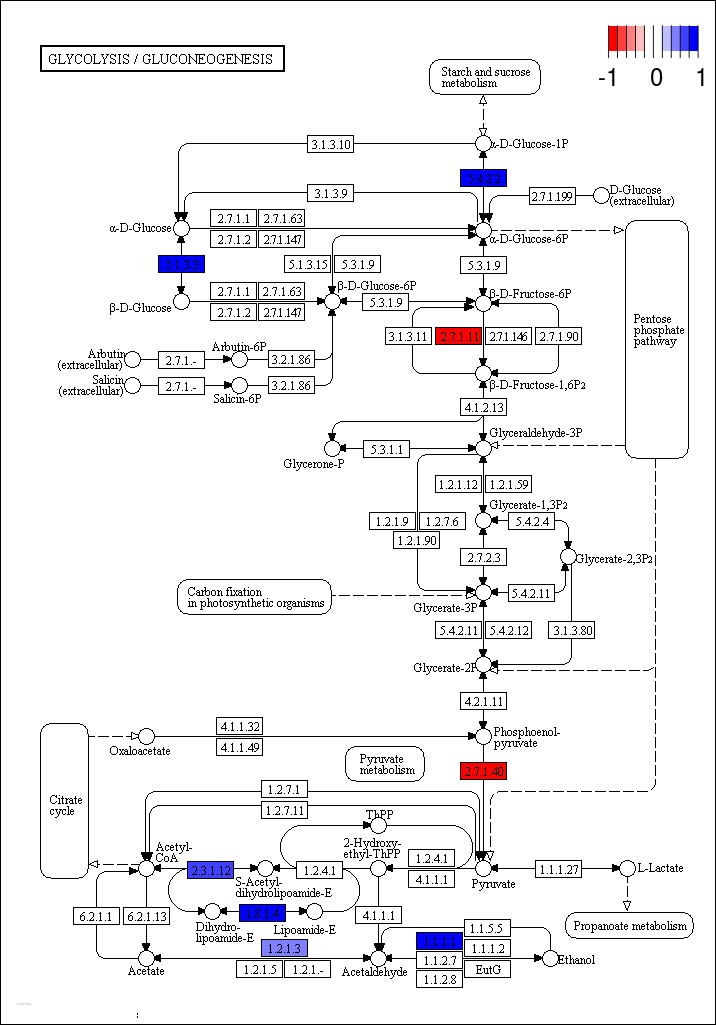 GLYCOLYSIS / GLUCONEOGENESIS
-1 0 1
Starch and sucrose
metabolism
3.1.3.10
α-D-Glucose-1P
5.4.2.2
3.1.3.9
2.7.1.199
D-Glucose
(extracellular)
α-D-Glucose
2.7.1.1
2.7.1.63
2.7.1.2
2.7.1.147
α-D-Glucose-6P
5.1.3.3
5.1.3.15
5.3.1.9
5.3.1.9
β-D-Glucose
2.7.1.1
2.7.1.63
2.7.1.2
2.7.1.147
β-D-Glucose-6P
5.3.1.9
β-D-Fructose-6P
Pentose
phosphate
pathway
3.1.3.11
2.7.1.11
2.7.1.146
2.7.1.90
Arbutin
(extracellular)
2.7.1.-
Arbutin-6P
3.2.1.86
Salicin
(extracellular)
2.7.1.-
Salicin-6P
3.2.1.86
β-D-Fructose-1,6P2
4.1.2.13
Glyceraldehyde-3P
5.3.1.1
Glycerone-P
1.2.1.12
1.2.1.59
Glycerate-1,3P2
1.2.1.9
1.2.7.6
1.2.1.90
5.4.2.4
2.7.2.3
Glycerate-2,3P2
Carbon fixation
in photosynthetic organisms
5.4.2.11
Glycerate-3P
5.4.2.11
5.4.2.12
3.1.3.80
Glycerate-2P
4.2.1.11
4.1.1.32
4.1.1.49
Oxaloacetate
Phosphoenol-
pyruvate
Pyruvate
metabolism
2.7.1.40
Citrate
cycle
1.2.7.1
1.2.7.11
ThPP
Acetyl-
CoA
2.3.1.12
S-Acetyl-
dihydrolipoamide-E
1.2.4.1
2-Hydroxy-
ethyl-ThPP
1.2.4.1
4.1.1.1
Pyruvate
1.1.1.27
L-Lactate
6.2.1.1
6.2.1.13
Dihydro-
lipoamide-E
1.8.1.4
Lipoamide-E
4.1.1.1
Propanoate metabolism
1.2.1.3
1.2.1.5
1.2.1.-
Acetate
Acetaldehyde
1.1.1.1
1.1.2.7
1.1.2.8
1.1.5.5
1.1.1.2
EutG
Ethanol